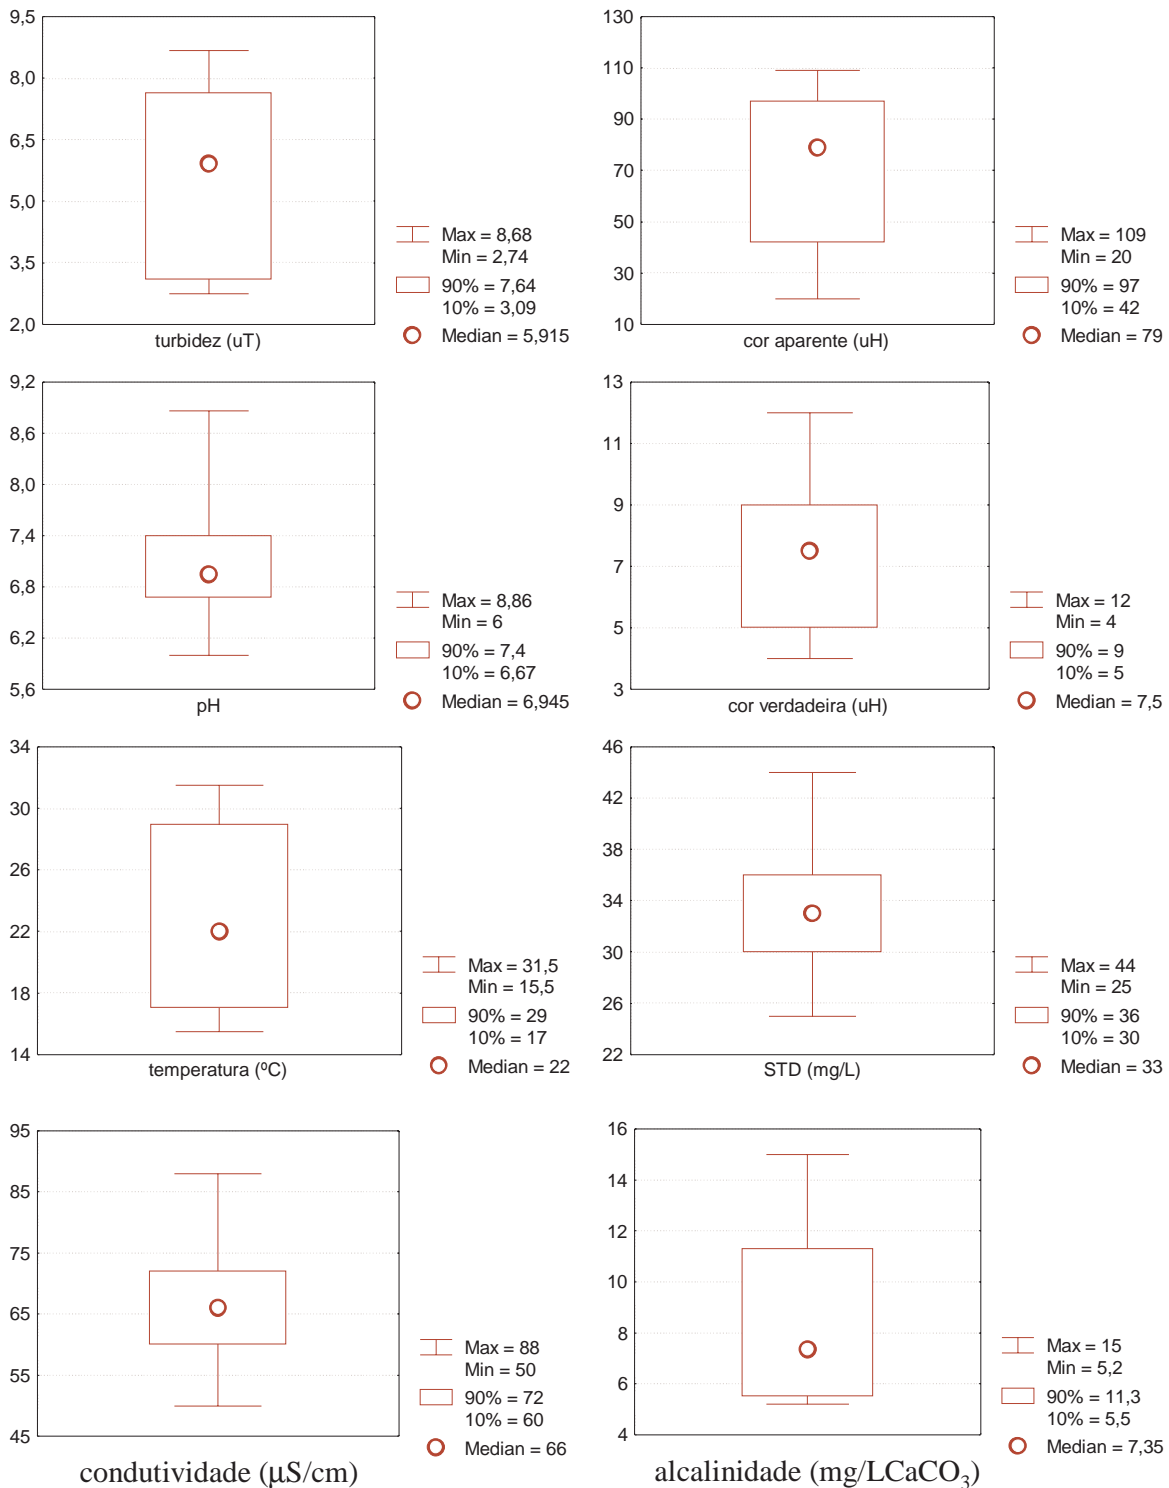 9,5
8,0
6,5
5,0
3,5
2,0
turbidez (uT)
Max = 8,68
Min = 2,74
90% = 7,64
10% = 3,09
Median = 5,915
130
110
90
70
50
30
10
cor aparente (uH)
Max = 109
Min = 20
90% = 97
10% = 42
Median = 79
9,2
8,6
8,0
7,4
6,8
6,2
5,6
pH
Max = 8,86
Min = 6
90% = 7,4
10% = 6,67
Median = 6,945
13
11
9
7
5
3
cor verdadeira (uH)
Max = 12
Min = 4
90% = 9
10% = 5
Median = 7,5
34
30
26
22
18
14
temperatura (ºC)
Max = 31,5
Min = 15,5
90% = 29
10% = 17
Median = 22
46
42
38
34
30
26
22
STD (mg/L)
Max = 44
Min = 25
90% = 36
10% = 30
Median = 33
95
85
75
65
55
45
condutividade (μS/cm)
Max = 88
Min = 50
90% = 72
10% = 60
Median = 66
16
14
12
10
8
6
4
alcalinidade (mg/LCaCO₃)
Max = 15
Min = 5,2
90% = 11,3
10% = 5,5
Median = 7,35